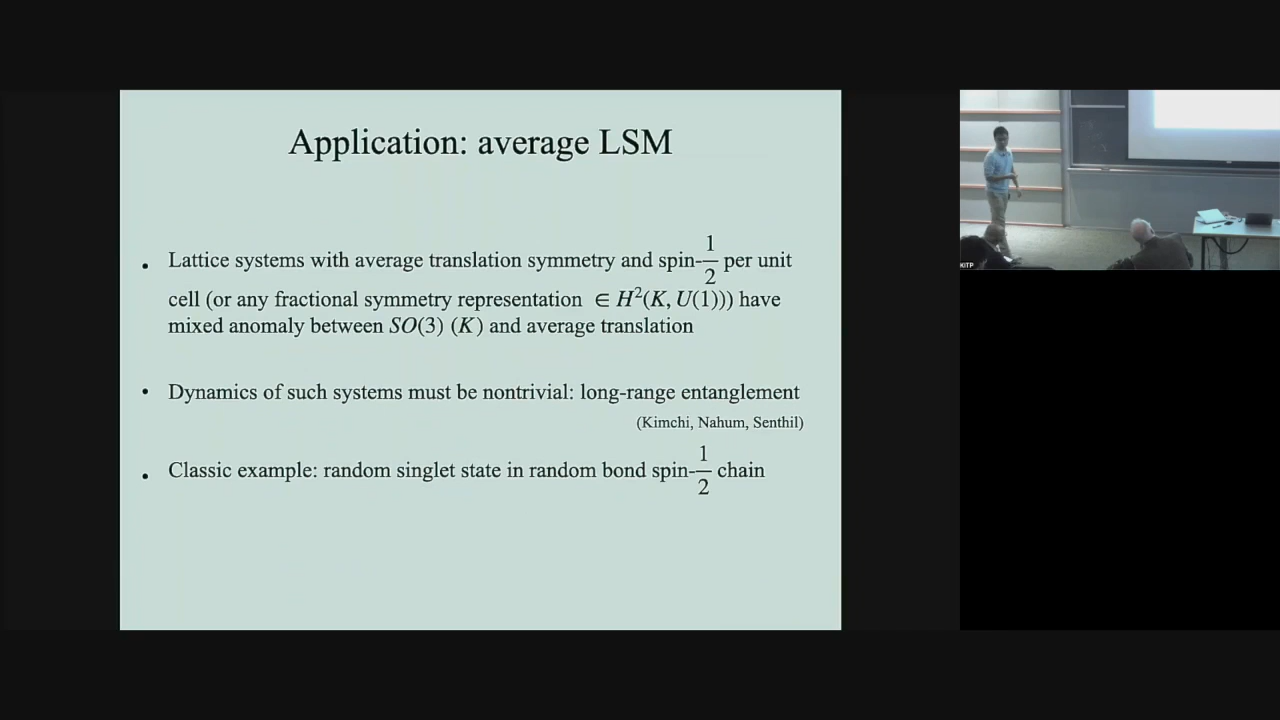 Application: average LSM
• Lattice systems with average translation symmetry and spin-1/2 per unit
cell (or any fractional symmetry representation ∈ H²(K, U(1))) have
mixed anomaly between SO(3) (K) and average translation
• Dynamics of such systems must be nontrivial: long-range entanglement
(Kimchi, Nahum, Senthil)
• Classic example: random singlet state in random bond spin-1/2 chain
KITP